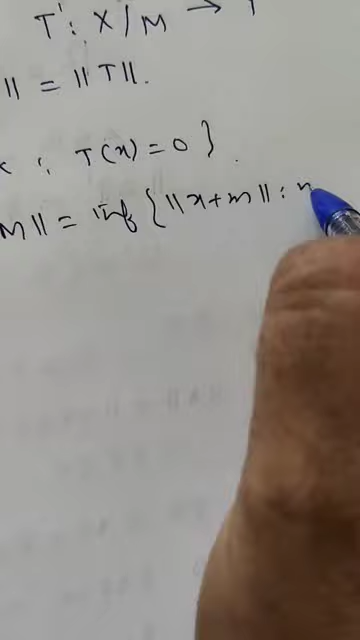 T' : X/M → Y
|| = ||T||.
: T(x) = 0 } .
M|| = inf { ||x+m|| : m